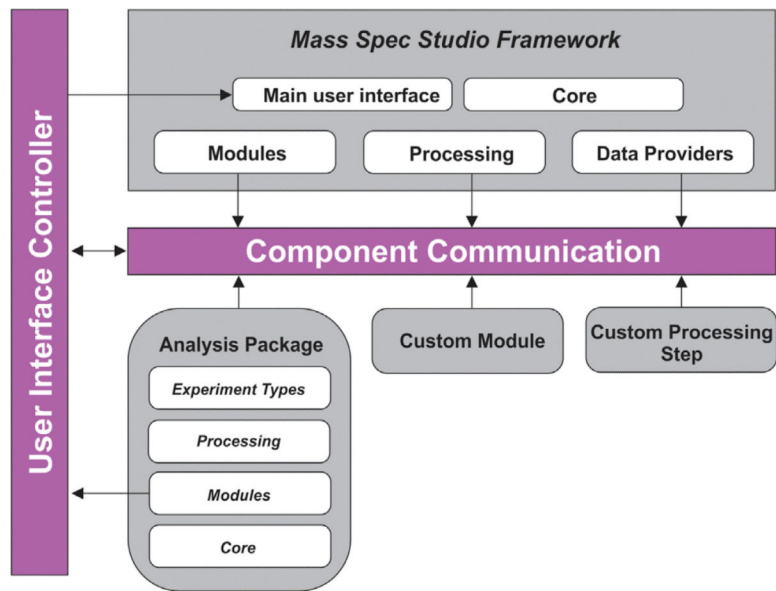 User Interface Controller
Mass Spec Studio Framework
Main user interface
Core
Modules
Processing
Data Providers
Component Communication
Analysis Package
Experiment Types
Processing
Modules
Core
Custom Module
Custom Processing
Step